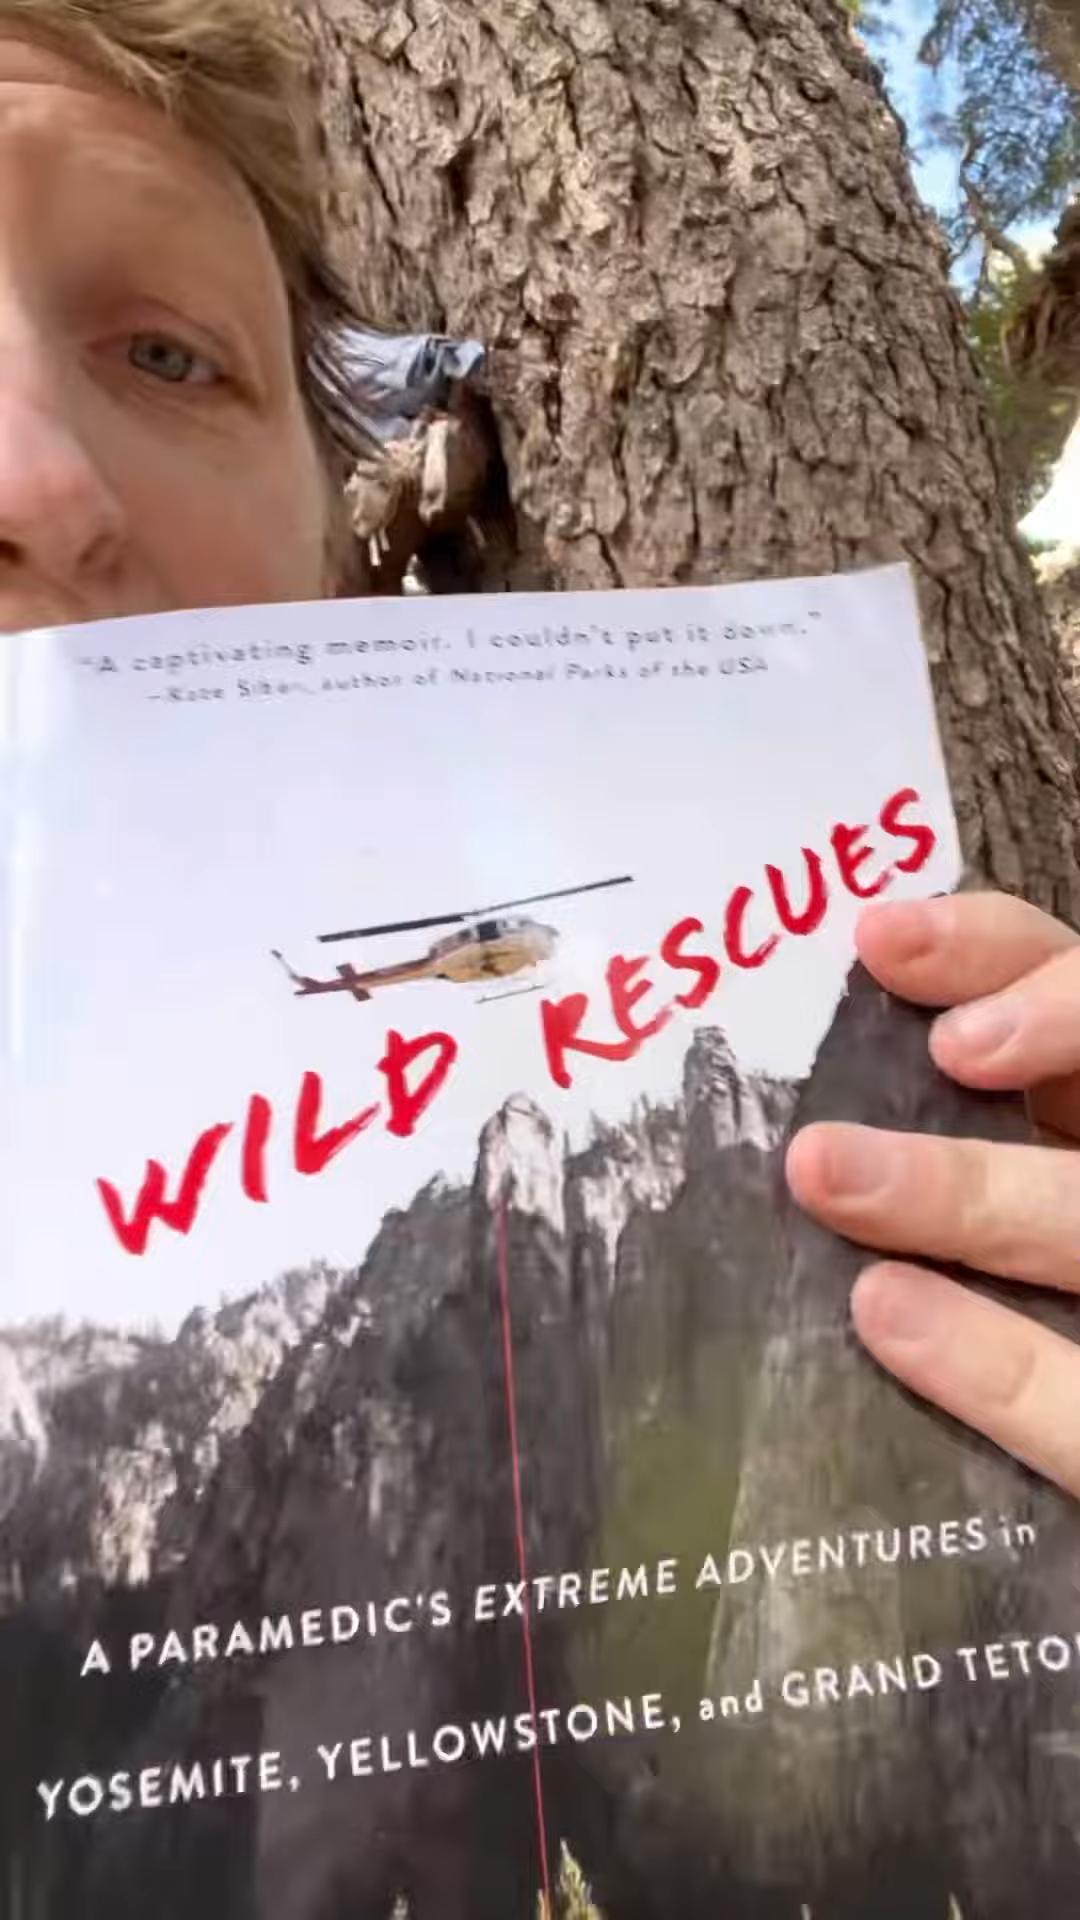 "A captivating memoir. I couldn't put it down."
—Kate Siber, author of National Parks of the USA
WILD RESCUES
A PARAMEDIC'S EXTREME ADVENTURES in
YOSEMITE, YELLOWSTONE, and GRAND TETO